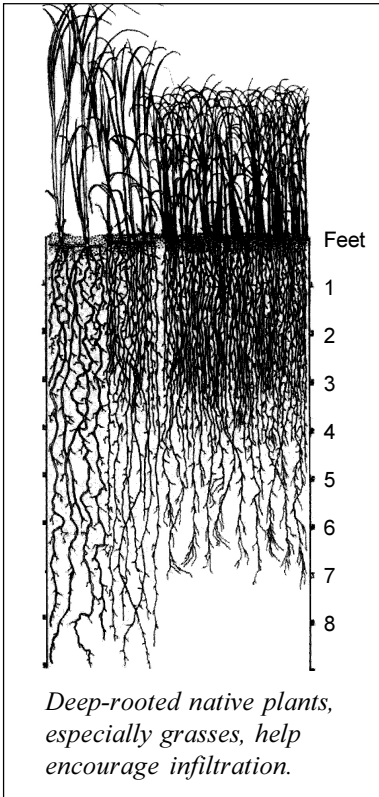 Feet
1
2
3
4
5
6
7
8
Deep-rooted native plants,
especially grasses, help
encourage infiltration.